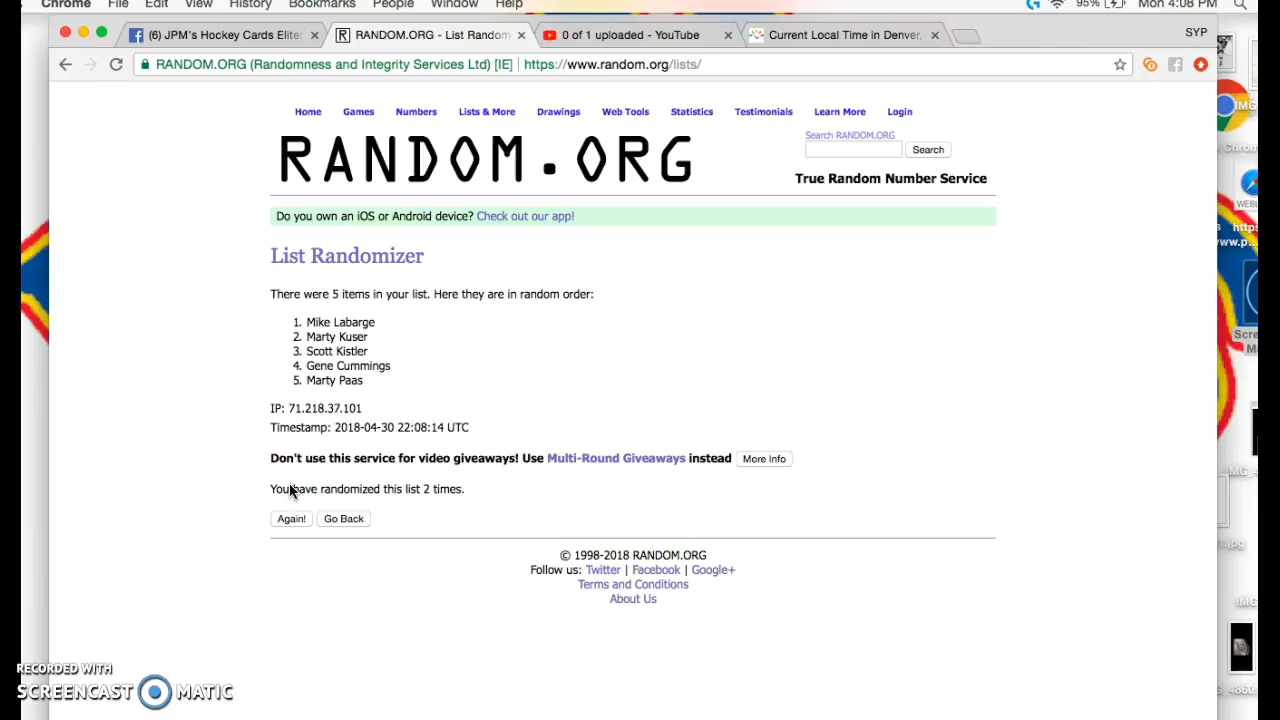 Chrome File Edit View History Bookmarks People Window Help 95% Mon 4:08 PM
(6) JPM's Hockey Cards Elite: RANDOM.ORG - List Random 0 of 1 uploaded - YouTube Current Local Time in Denver, SYP
RANDOM.ORG (Randomness and Integrity Services Ltd) [IE] https://www.random.org/lists/
Home Games Numbers Lists & More Drawings Web Tools Statistics Testimonials Learn More Login
RANDOM.ORG
Search RANDOM.ORG
Search
True Random Number Service
Do you own an iOS or Android device? Check out our app!
List Randomizer
There were 5 items in your list. Here they are in random order:
1. Mike Labarge
2. Marty Kuser
3. Scott Kistler
4. Gene Cummings
5. Marty Paas
IP: 71.218.37.101
Timestamp: 2018-04-30 22:08:14 UTC
Don't use this service for video giveaways! Use Multi-Round Giveaways instead More Info
You have randomized this list 2 times.
Again! Go Back
© 1998-2018 RANDOM.ORG
Follow us: Twitter | Facebook | Google+
Terms and Conditions
About Us
RECORDED WITH
SCREENCAST MATIC